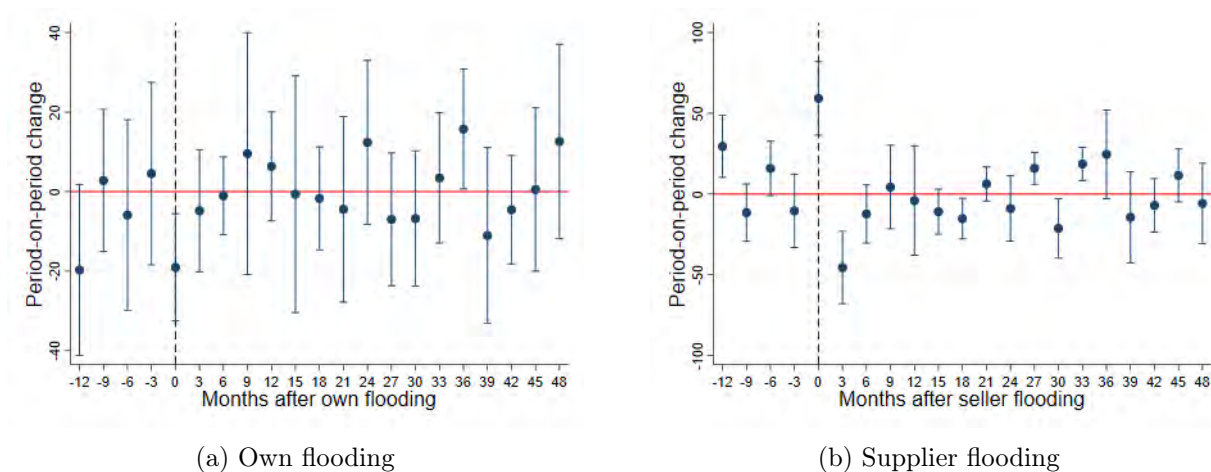 Period-on-period change
40
20
0
-20
-40
-12 -9 -6 -3 0 3 6 9 12 15 18 21 24 27 30 33 36 39 42 45 48
Months after own flooding
(a) Own flooding
Period-on-period change
100
50
0
-50
-100
-12 -9 -6 -3 0 3 6 9 12 15 18 21 24 27 30 33 36 39 42 45 48
Months after seller flooding
(b) Supplier flooding